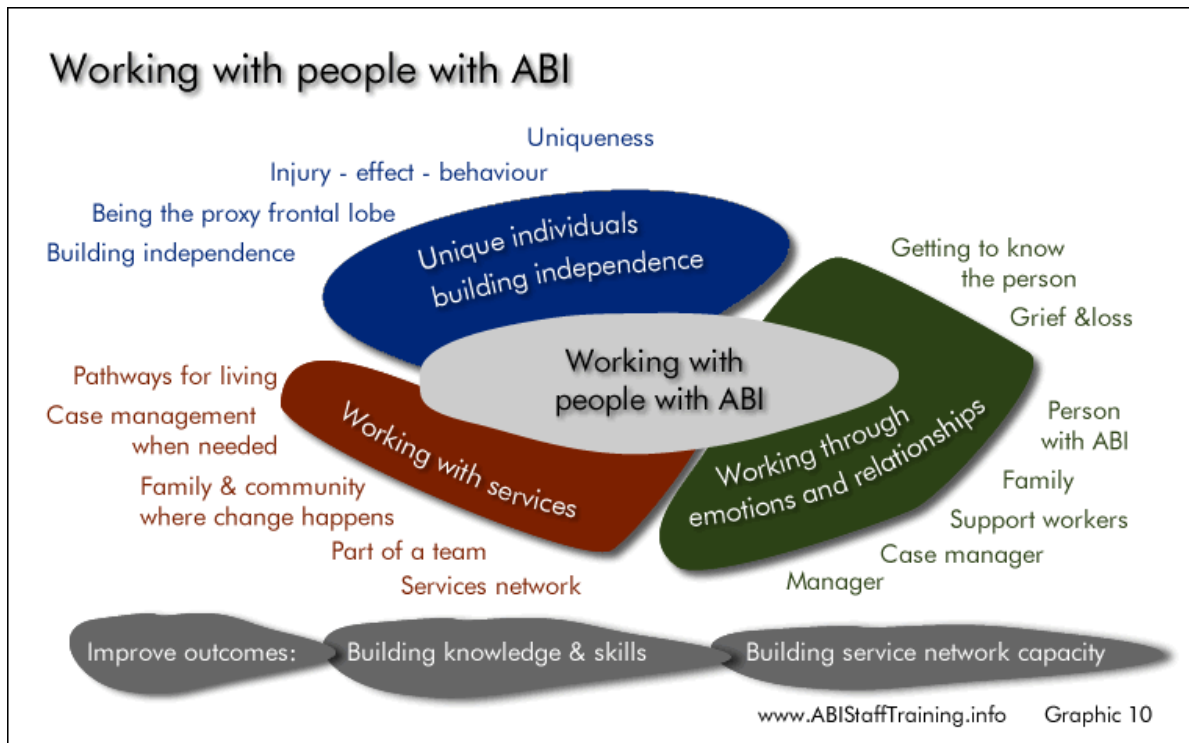 Working with people with ABI
Uniqueness
Injury - effect - behaviour
Being the proxy frontal lobe
Building independence
Unique individuals
building independence
Getting to know
the person
Grief &loss
Working with
people with ABI
Pathways for living
Case management
when needed
Family & community
where change happens
Part of a team
Services network
Working with services
Working through
emotions and relationships
Person
with ABI
Family
Support workers
Case manager
Manager
Improve outcomes:
Building knowledge & skills
Building service network capacity
www.ABIStaffTraining.info
Graphic 10